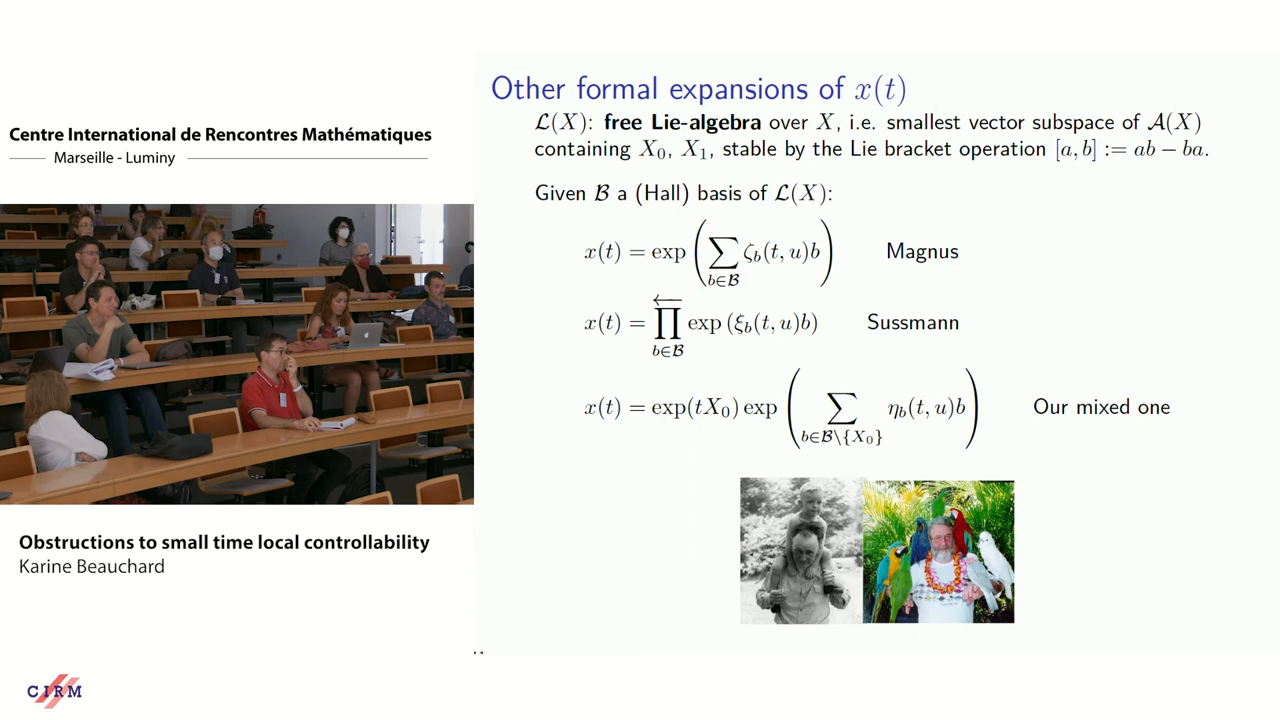 Centre International de Rencontres Mathématiques
Marseille - Luminy
Obstructions to small time local controllability
Karine Beauchard
CIRM
Other formal expansions of x(t)
ℒ(X): free Lie-algebra over X, i.e. smallest vector subspace of 𝒜(X)
containing X₀, X₁, stable by the Lie bracket operation [a, b] := ab − ba.
Given ℬ a (Hall) basis of ℒ(X):
x(t) = exp (∑_{b∈ℬ} ζ_b(t, u)b) Magnus
x(t) = ∏^←_{b∈ℬ} exp (ξ_b(t, u)b) Sussmann
x(t) = exp(tX₀) exp (∑_{b∈ℬ\{X₀}} η_b(t, u)b) Our mixed one